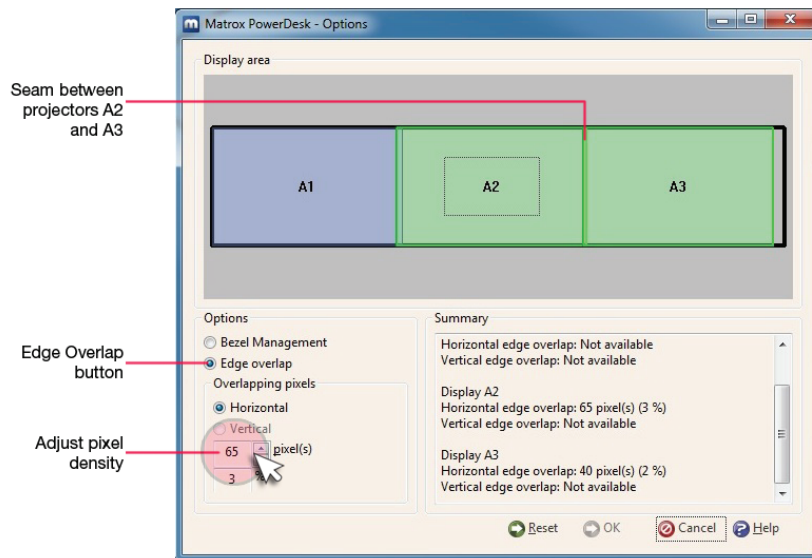 Matrox PowerDesk - Options
Display area
Seam between
projectors A2
and A3
A1
A2
A3
Options
Bezel Management
Edge Overlap
button
Edge overlap
Overlapping pixels
Horizontal
Vertical
Adjust pixel
density
65
pixel(s)
3
%
Summary
Horizontal edge overlap: Not available
Vertical edge overlap: Not available
Display A2
Horizontal edge overlap: 65 pixel(s) (3 %)
Vertical edge overlap: Not available
Display A3
Horizontal edge overlap: 40 pixel(s) (2 %)
Vertical edge overlap: Not available
Reset
OK
Cancel
Help